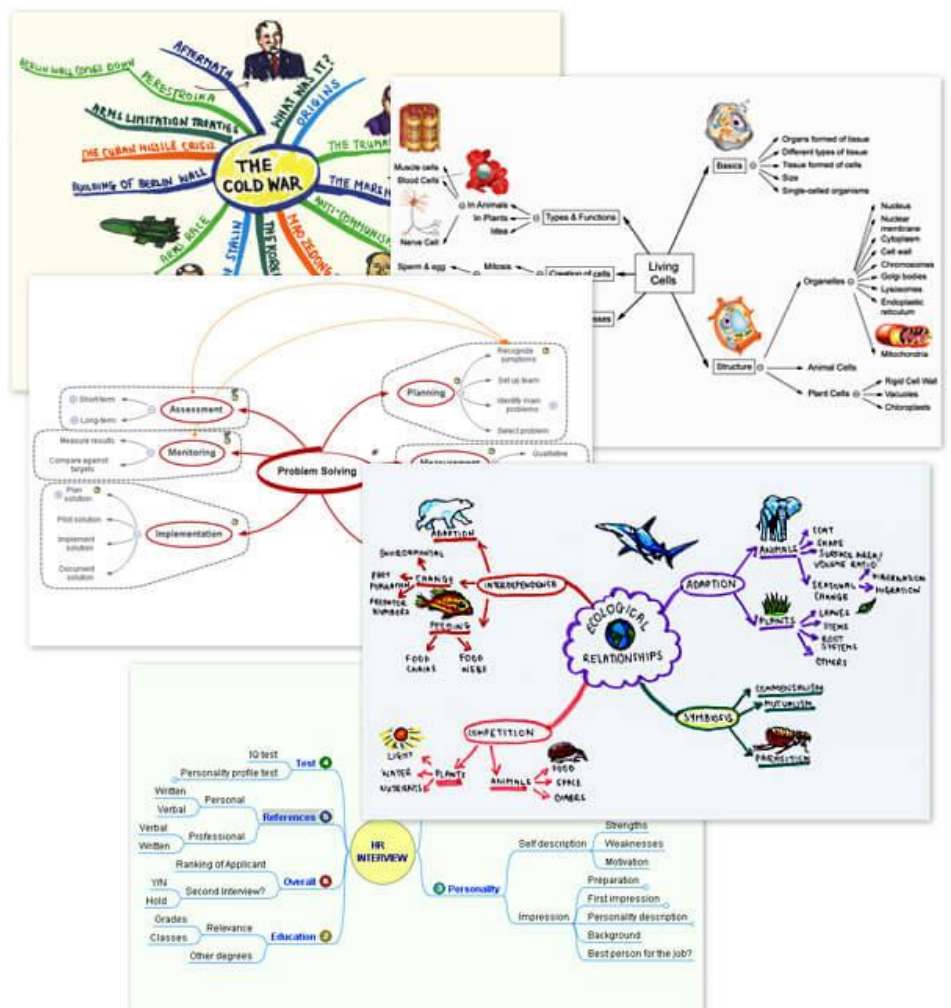 AFTERMATH
BERLIN WALL COMES DOWN
PERESTROIKA
WHAT WAS IT?
ORIGINS
ARMS LIMITATION TREATIES
THE CUBAN MISSILE CRISIS
BUILDING OF BERLIN WALL
THE
COLD WAR
ANTI-COMMUNISM
ARMS RACE
OF STALIN
MAO ZEDONG
Muscle cells
Blood Cells
Nerve Cell
In Animals
In Plants
Idea
Types & Functions
Sperm & egg
Mitosis
Creation of cells
Living
Cells
Basics
Organs formed of tissue
Different types of tissue
Tissue formed of cells
Size
Single-celled organisms
Structure
Organelles
Nucleus
Nuclear
membrane
Cytoplasm
Cell wall
Chromosomes
Golgi bodies
Lysosomes
Endoplastic
reticulum
Mitochondria
Animal Cells
Plant Cells
Rigid Cell Wall
Vacuoles
Chloroplasts
Short-term
Long-term
Assessment
Measure results
Compare against
targets
Monitoring
Plan
solution
Pilot solution
Implement
solution
Document
solution
Implementation
Problem Solving
Planning
Recognize
symptoms
Set up team
Identify main
problems
Select problem
Measurement
Qualitative
ECOLOGICAL
RELATIONSHIPS
ADAPTION
INTERDEPENDENCE
CHANGE
PREDATOR
NUMBERS
FEEDING
FOOD
CHAINS
FOOD
WEBS
ADAPTION
ANIMALS
COAT
SHAPE
SURFACE AREA/
VOLUME RATIO
SEASONAL
CHANGE
HIBERNATION
MIGRATION
PLANTS
LEAVES
STEMS
ROOT
SYSTEMS
OTHERS
SYMBIOSIS
COMMENSALISM
MUTUALISM
PARASITISM
COMPETITION
LIGHT
WATER
NUTRIENTS
PLANTS
ANIMALS
FOOD
SPACE
HR
INTERVIEW
IQ test
Personality profile test
Test
Written
Verbal
Personal
Verbal
Written
Professional
References
Ranking of Applicant
Y/N
Hold
Second Interview?
Overall
Grades
Classes
Relevance
Other degrees
Education
Personality
Self description
Strengths
Weaknesses
Motivation
Impression
Preparation
First impression
Personality description
Background
Best person for the job?